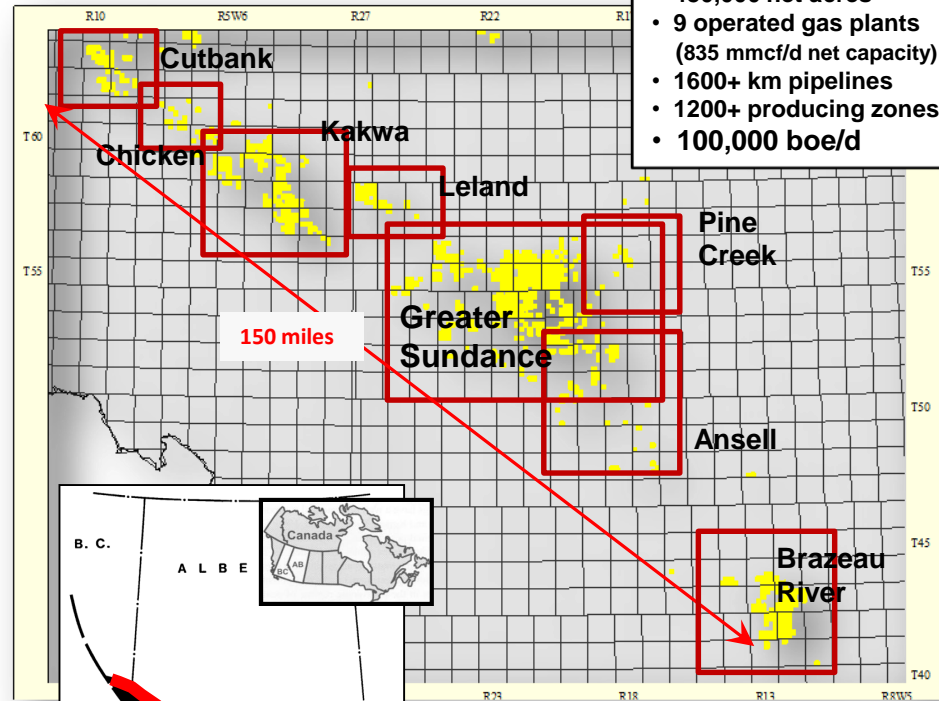 R10 R5W6 R27 R22
• 9 operated gas plants
(835 mmcf/d net capacity)
• 1600+ km pipelines
• 1200+ producing zones
• 100,000 boe/d
Cutbank
T60
Kakwa
Chicken
Leland
Pine
Creek
T55
T55
Greater
Sundance
150 miles
T50
Ansell
Canada
BC
AB
B. C.
A L B E
T45
Brazeau
River
T40
R23 R18 R13 R8W5